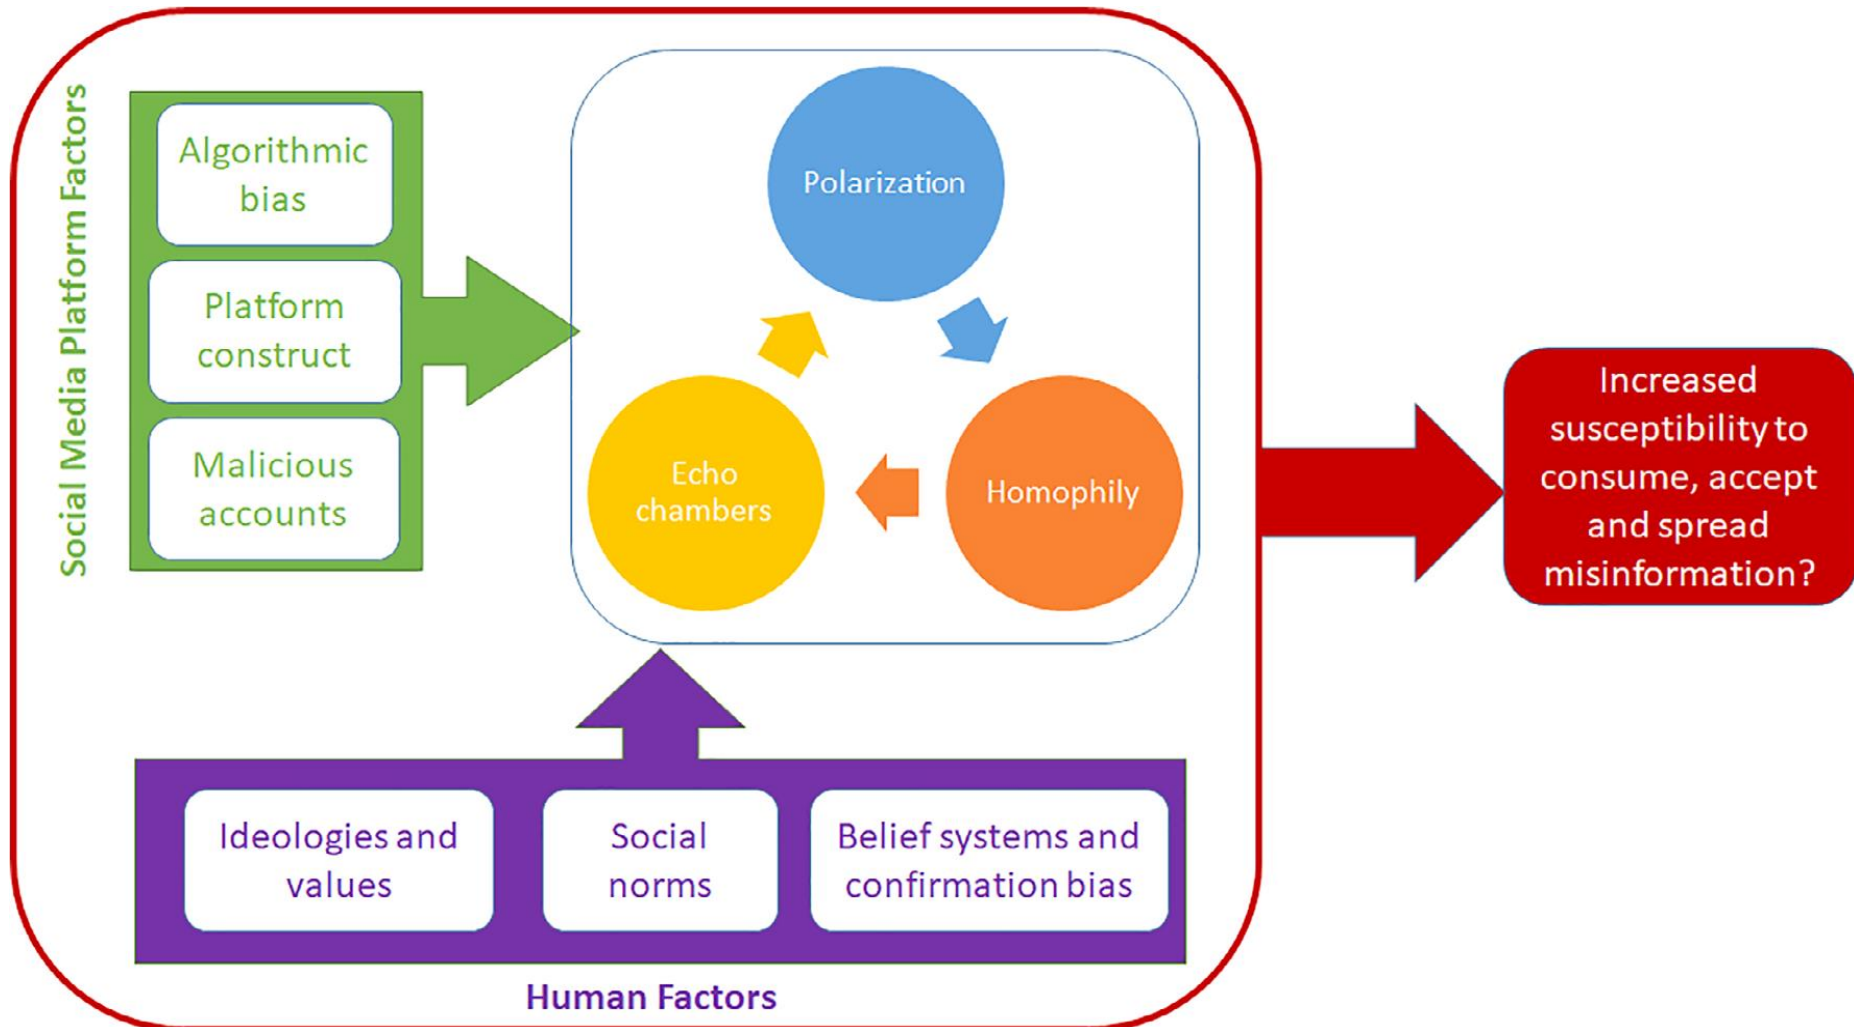 Social Media Platform Factors
Algorithmic
bias
Platform
construct
Malicious
accounts
Polarization
Echo
chambers
Homophily
Increased
susceptibility to
consume, accept
and spread
misinformation?
Ideologies and
values
Social
norms
Belief systems and
confirmation bias
Human Factors